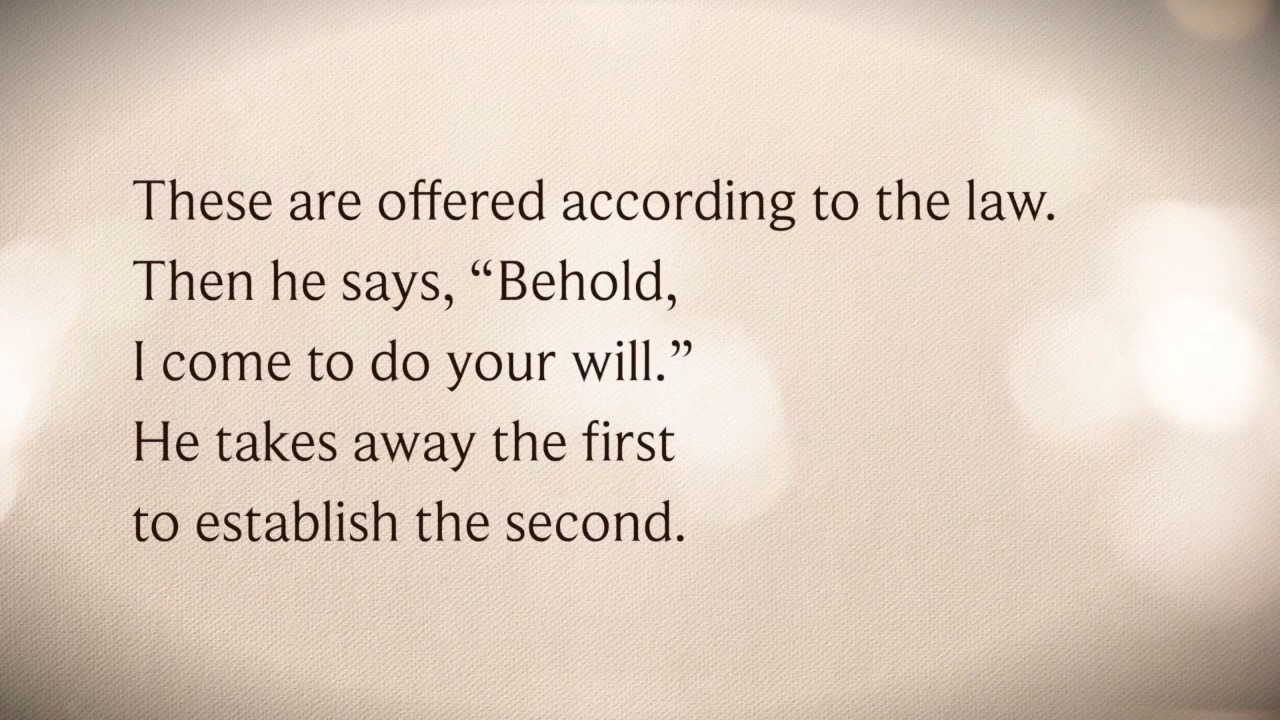 These are offered according to the law.
Then he says, “Behold,
I come to do your will.”
He takes away the first
to establish the second.